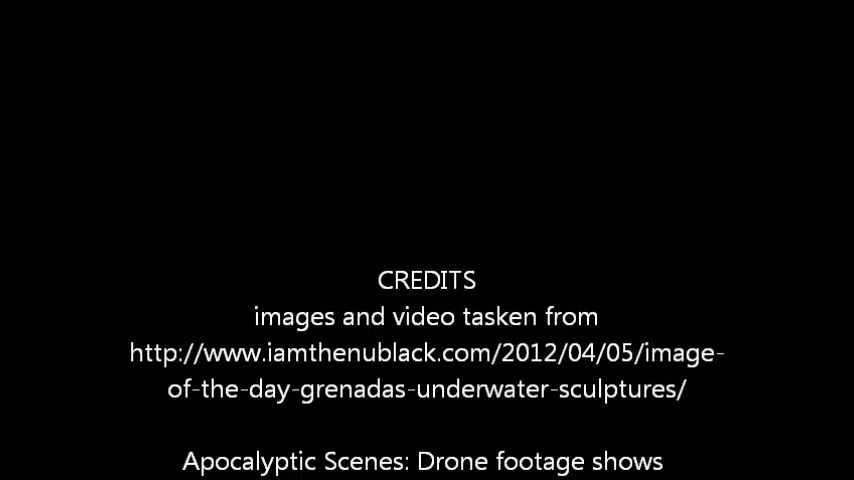 CREDITS
images and video tasken from
http://www.iamthenublack.com/2012/04/05/image-
of-the-day-grenadas-underwater-sculptures/
Apocalyptic Scenes: Drone footage shows